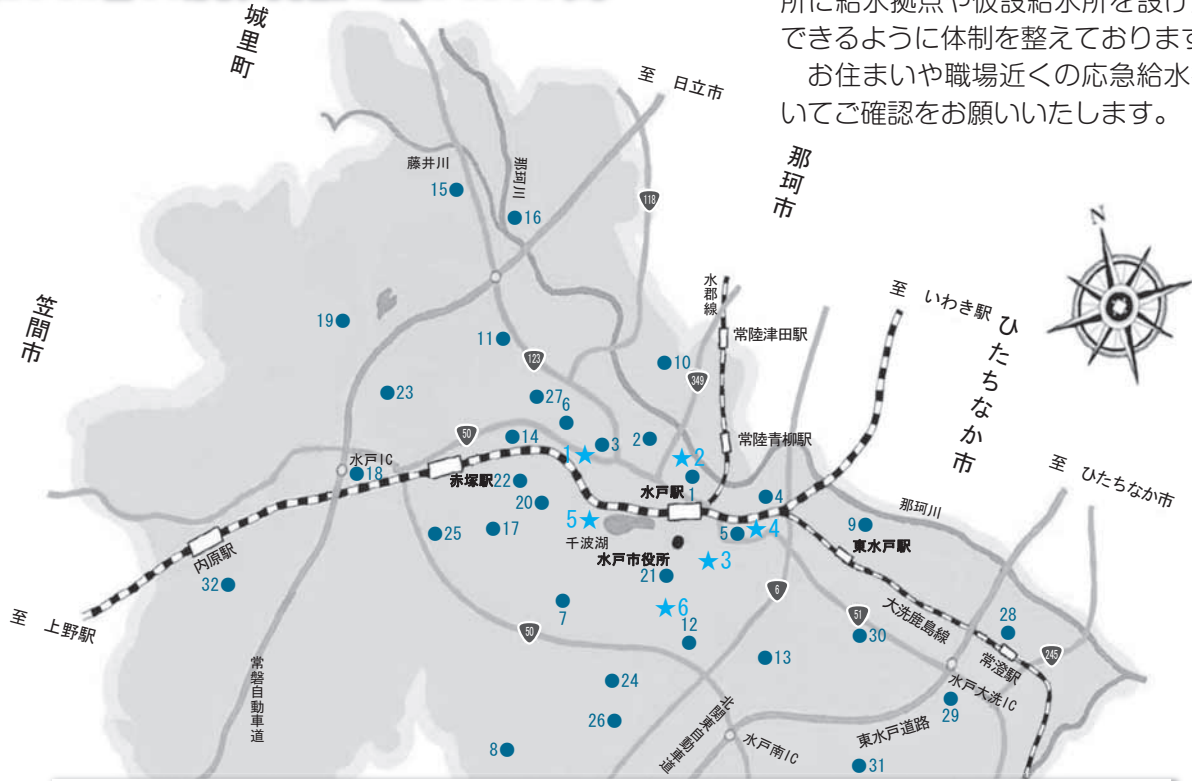 所に給水拠点や仮設給水所を設け
できるように体制を整えております
お住まいや職場近くの応急給水
いてご確認をお願いいたします。
城里町
至 日立市
那珂市
藤井川
那珂川
15
16
118
N
笠間市
水郡線
至 いわき駅
ひたちなか市
19
11
123
10
常陸津田駅
349
23
27
6
50
14
1
3
2
2
常陸青柳駅
水戸IC
18
赤塚駅
22
水戸駅
1
4
至 ひたちなか市
20
5
那珂川
25
17
千波湖
5
4
9
東水戸駅
内原駅
水戸市役所
3
32
21
6
大洗鹿島線
至 上野駅
7
6
51
28
50
12
30
常澄駅
245
13
常磐自動車道
24
水戸大洗IC
29
26
北関東自動車道
東水戸道路
8
水戸南IC
31